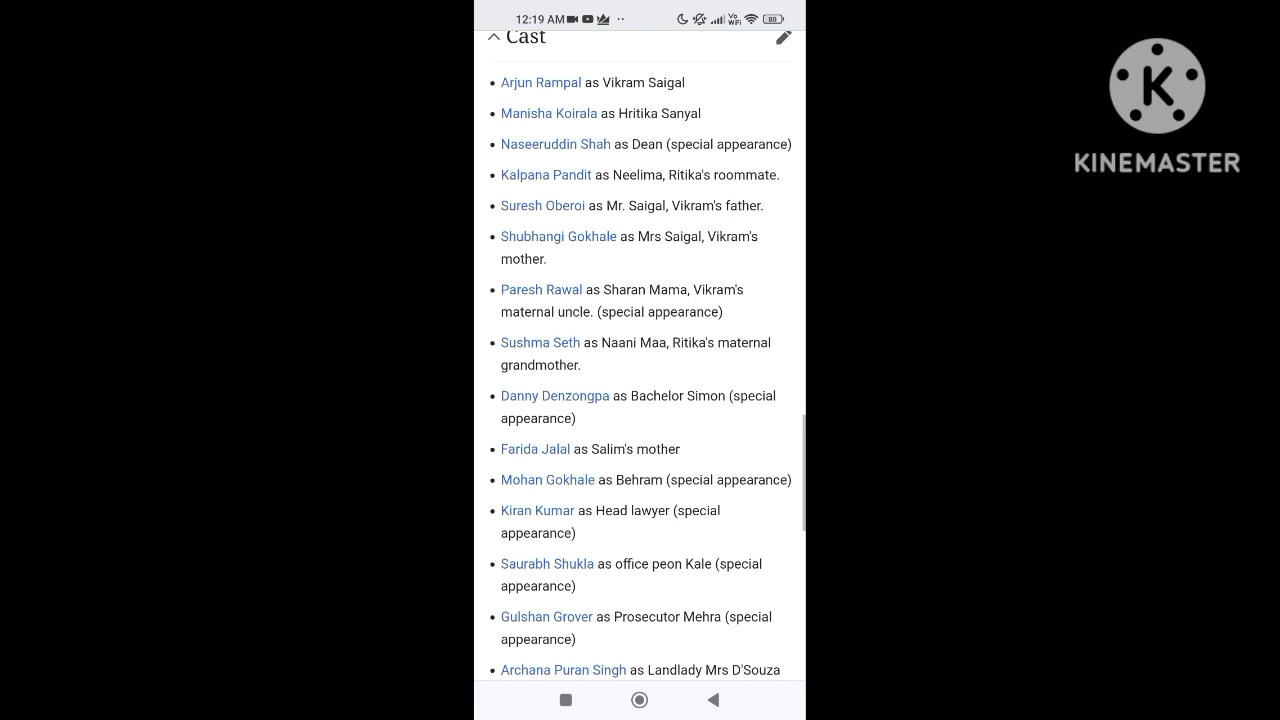 12:19 AM
Vo
WiFi
80
Cast
Arjun Rampal as Vikram Saigal
Manisha Koirala as Hritika Sanyal
Naseeruddin Shah as Dean (special appearance)
Kalpana Pandit as Neelima, Ritika's roommate.
Suresh Oberoi as Mr. Saigal, Vikram's father.
Shubhangi Gokhale as Mrs Saigal, Vikram's
mother.
Paresh Rawal as Sharan Mama, Vikram's
maternal uncle. (special appearance)
Sushma Seth as Naani Maa, Ritika's maternal
grandmother.
Danny Denzongpa as Bachelor Simon (special
appearance)
Farida Jalal as Salim's mother
Mohan Gokhale as Behram (special appearance)
Kiran Kumar as Head lawyer (special
appearance)
Saurabh Shukla as office peon Kale (special
appearance)
Gulshan Grover as Prosecutor Mehra (special
appearance)
Archana Puran Singh as Landlady Mrs D'Souza
K
KINEMASTER